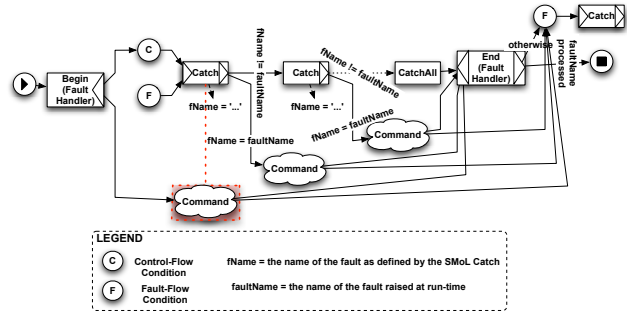 F
Catch
otherwise
faultName
processed
C
F
Begin
(Fault
Handler)
Catch
fName != faultName
Catch
fName != faultName
CatchAll
End
(Fault
Handler)
fName = '...'
fName = '...'
fName = faultName
fName = faultName
Command
Command
Command
LEGEND
C
Control-Flow
Condition
fName = the name of the fault as defined by the SMoL Catch
F
Fault-Flow
Condition
faultName = the name of the fault raised at run-time